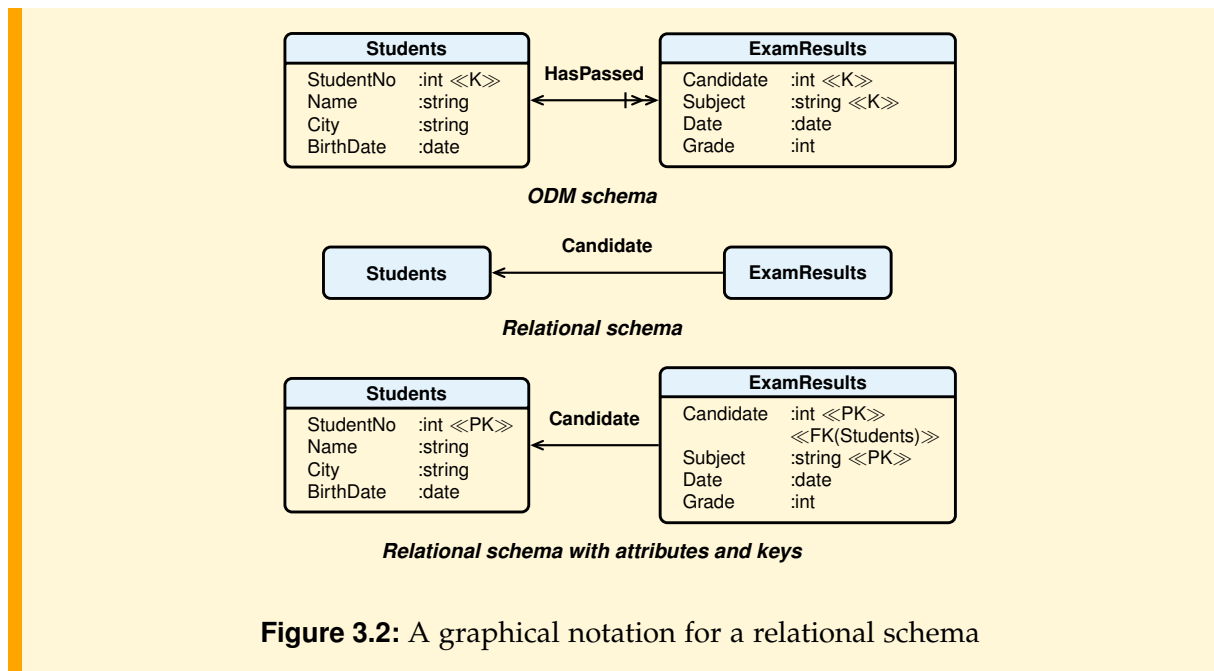 Students
StudentNo :int ≪K≫
Name :string
City :string
BirthDate :date
HasPassed
ExamResults
Candidate :int ≪K≫
Subject :string ≪K≫
Date :date
Grade :int
ODM schema
Students
Candidate
ExamResults
Relational schema
Students
StudentNo :int ≪PK≫
Name :string
City :string
BirthDate :date
Candidate
ExamResults
Candidate :int ≪PK≫
≪FK(Students)≫
Subject :string ≪PK≫
Date :date
Grade :int
Relational schema with attributes and keys
Figure 3.2: A graphical notation for a relational schema